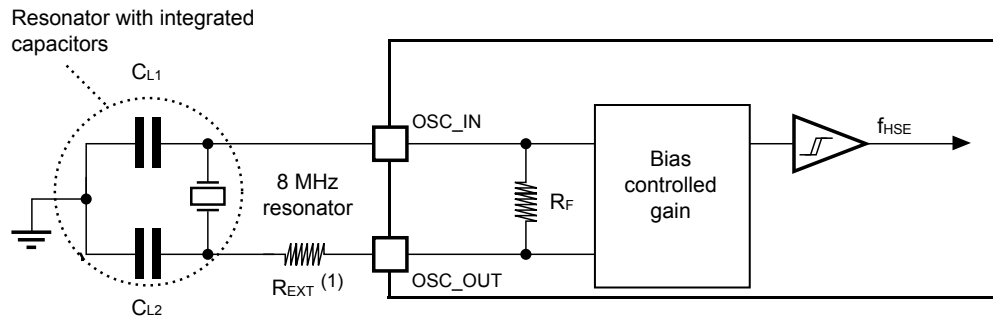 Resonator with integrated
capacitors
CL1
OSC_IN
fHSE
8 MHz
resonator
RF
Bias
controlled
gain
REXT (1)
OSC_OUT
CL2